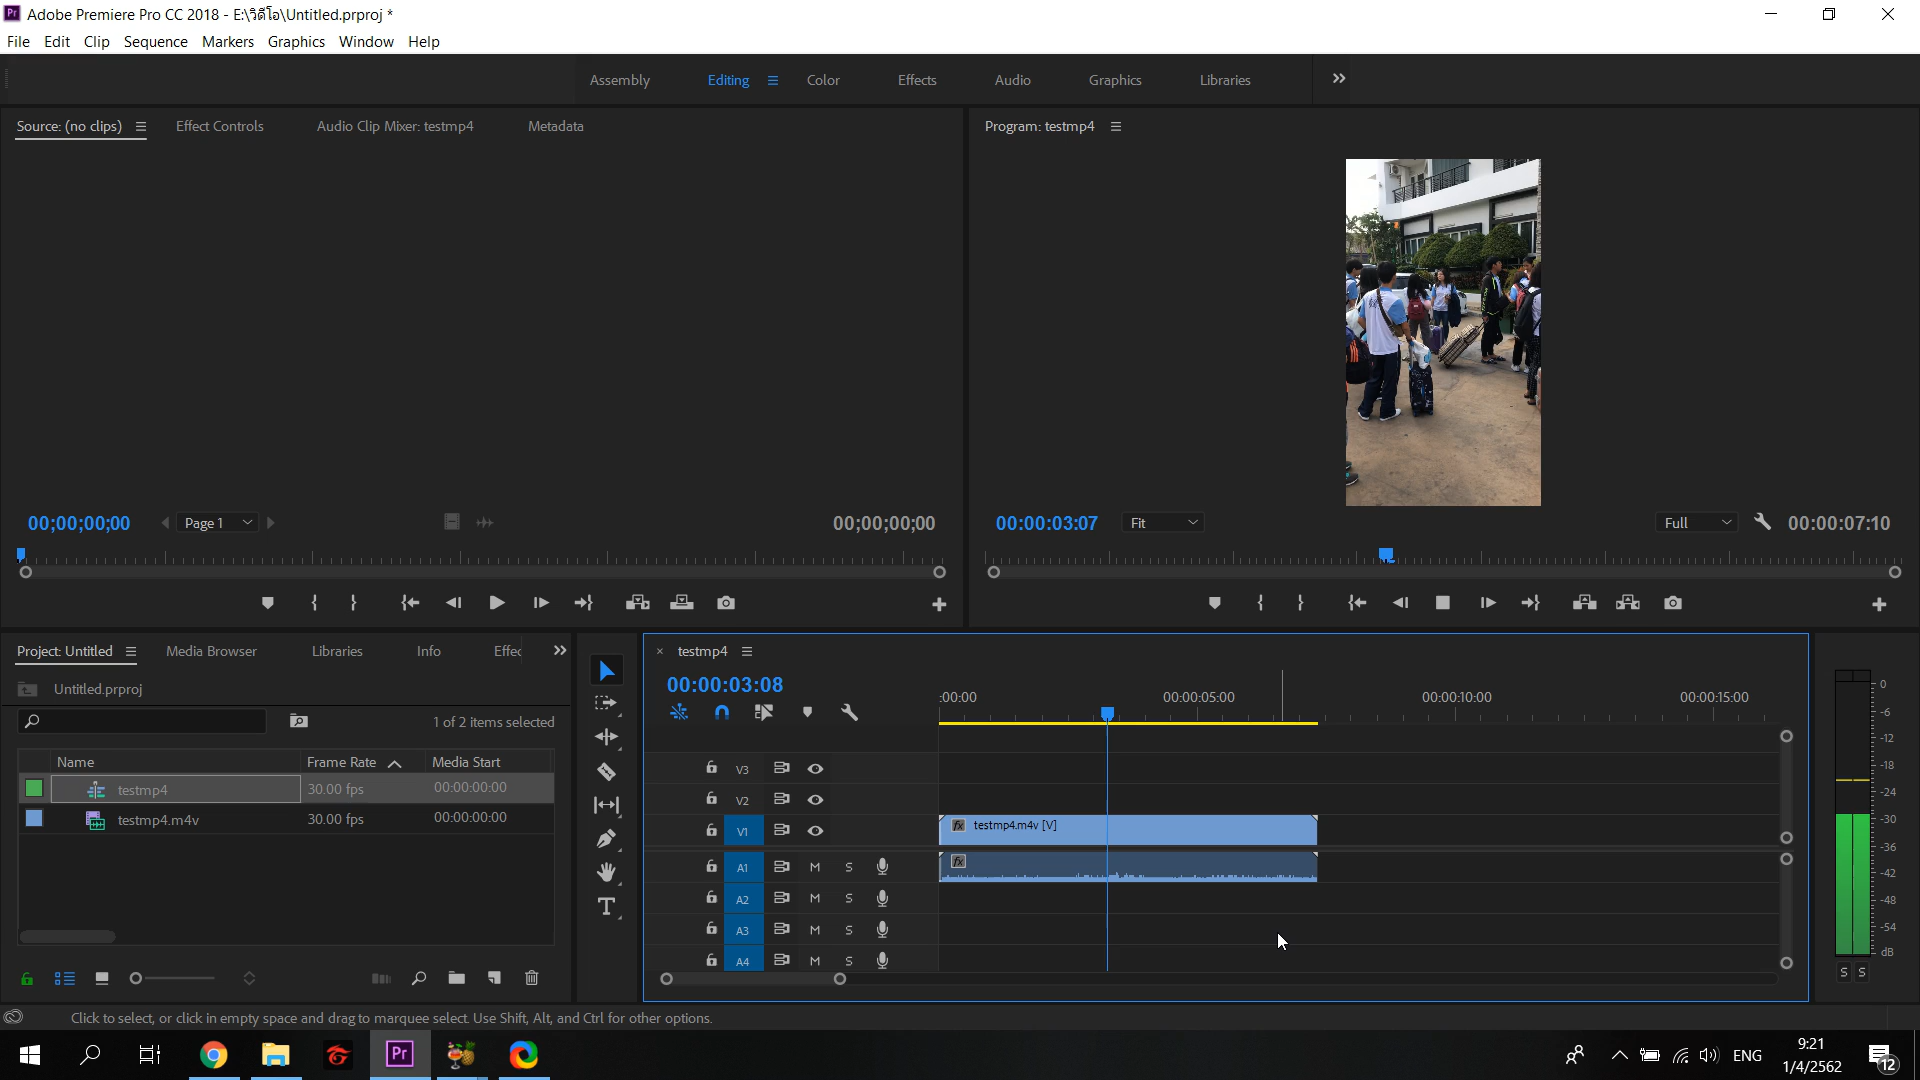 Adobe Premiere Pro CC 2018 - E:\วิดีโอ\Untitled.prproj *
File Edit Clip Sequence Markers Graphics Window Help
Assembly Editing Color Effects Audio Graphics Libraries
Source: (no clips) Effect Controls Audio Clip Mixer: testmp4 Metadata
Program: testmp4
00;00;00;00 Page 1 00;00;00;00
00:00:03:07 Fit Full 00:00:07:10
Project: Untitled Media Browser Libraries Info Effec
Untitled.prproj
1 of 2 items selected
Name Frame Rate Media Start
testmp4 30.00 fps 00:00:00:00
testmp4.m4v 30.00 fps 00:00:00:00
testmp4
00:00:03:08
:00:00 00:00:05:00 00:00:10:00 00:00:15:00
V3
V2
V1 fx testmp4.m4v [V]
A1 M S fx
A2 M S
A3 M S
A4 M S
0
-6
-12
-18
-24
-30
-36
-42
-48
-54
dB
S S
Click to select, or click in empty space and drag to marquee select. Use Shift, Alt, and Ctrl for other options.
Pr
ENG
9:21
1/4/2562
12